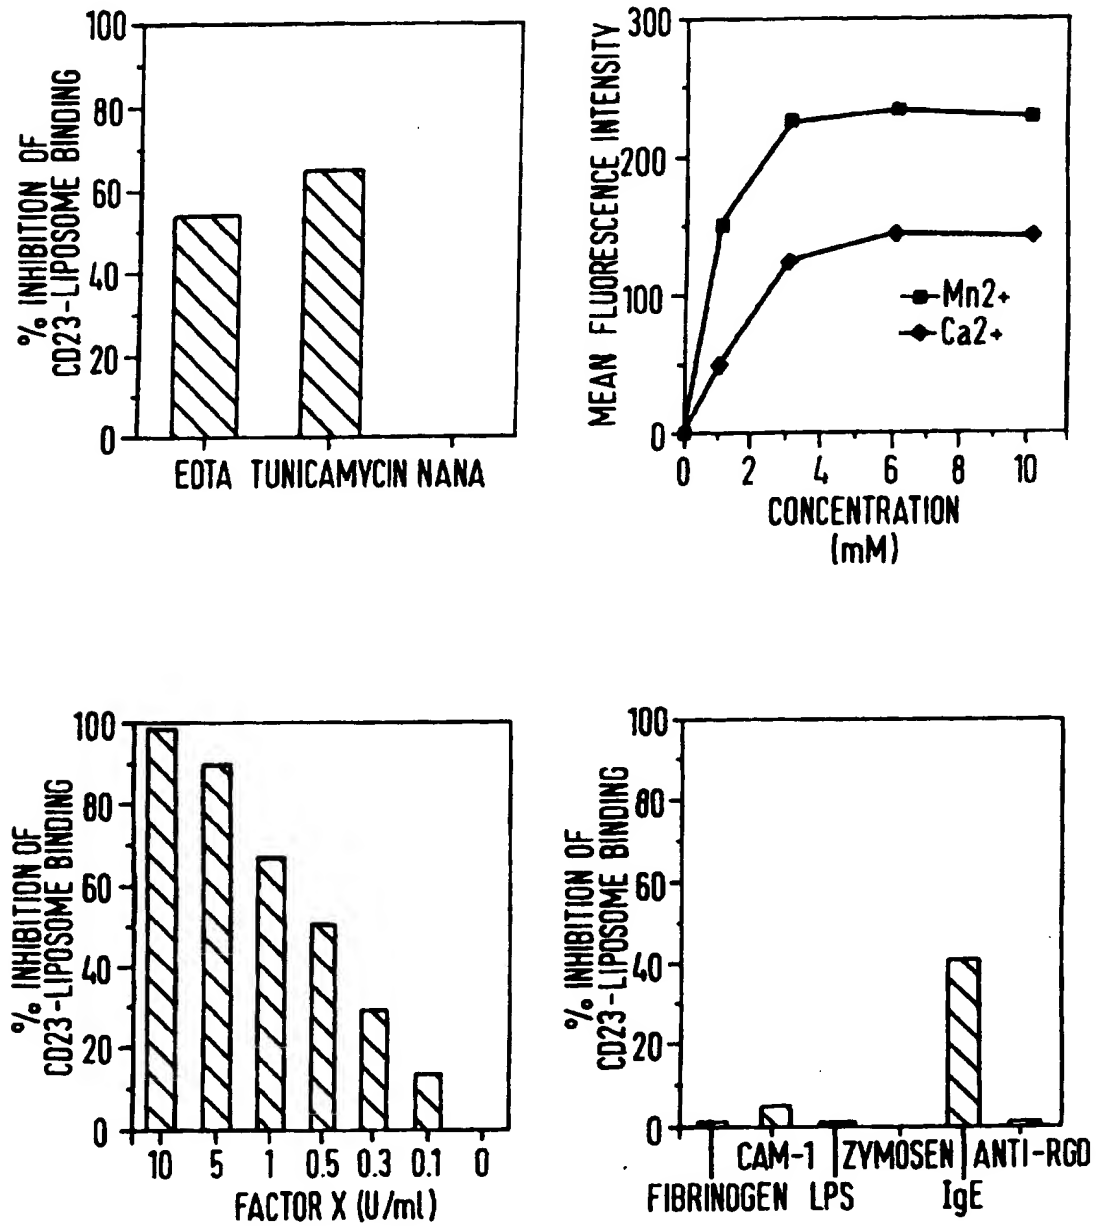 % INHIBITION OF
CD23-LIPOSOME BINDING
100
80
60
40
20
0
EDTA TUNICAMYCIN NANA
MEAN FLUORESCENCE INTENSITY
300
200
100
0
Mn2+
Ca2+
0 2 4 6 8 10
CONCENTRATION
(mM)
% INHIBITION OF
CD23-LIPOSOME BINDING
100
80
60
40
20
0
10 5 1 0.5 0.3 0.1 0
FACTOR X (U/ml)
% INHIBITION OF
CD23-LIPOSOME BINDING
100
80
60
40
20
0
CAM-1 ZYMOSEN ANTI-RGD
FIBRINOGEN LPS IgE